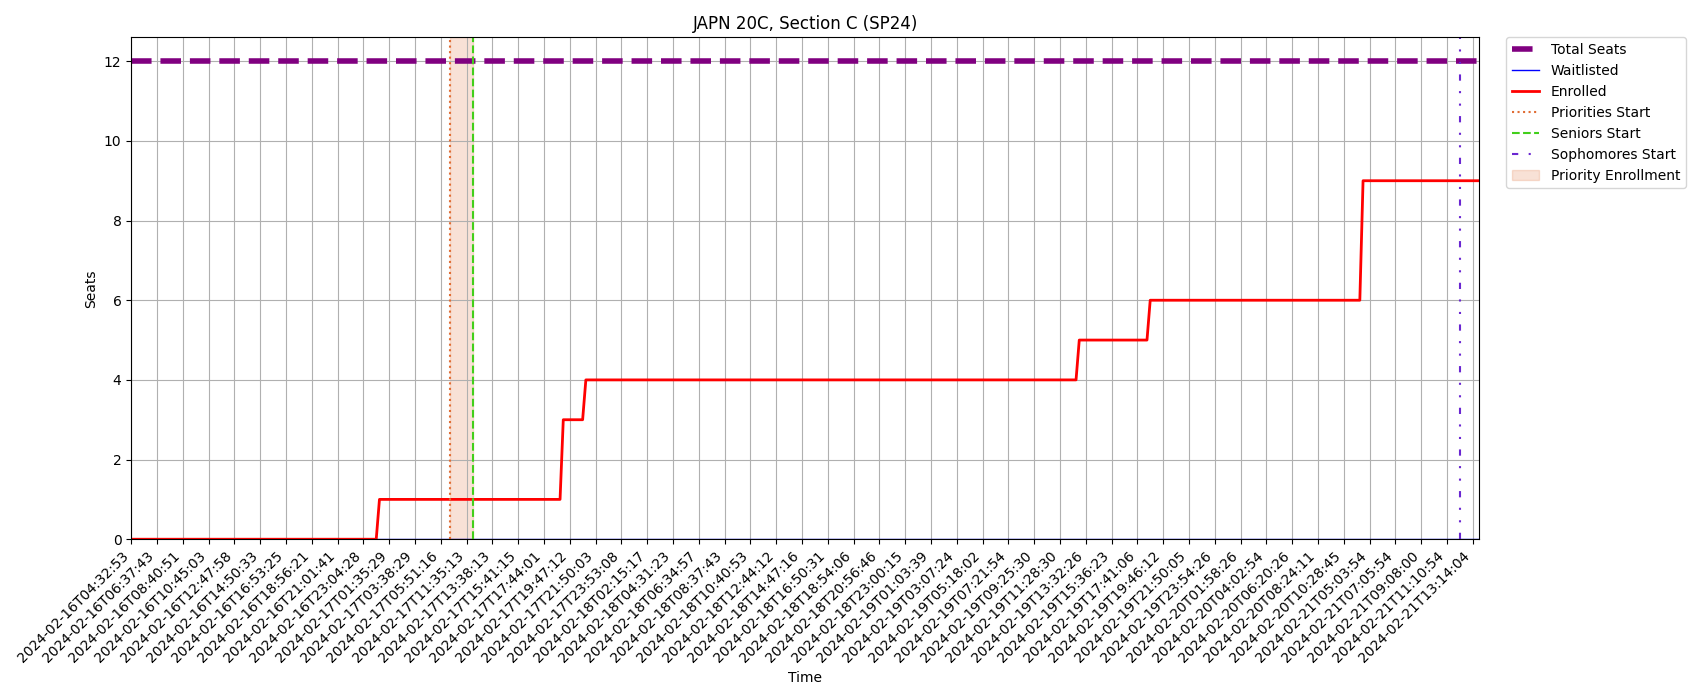 JAPN 20C, Section C (SP24)
Total Seats
Waitlisted
Enrolled
Priorities Start
Seniors Start
Sophomores Start
Priority Enrollment
Seats
12
10
8
6
4
2
0
2024-02-16T04:32:53
2024-02-16T06:37:43
2024-02-16T08:40:51
2024-02-16T10:45:03
2024-02-16T12:47:58
2024-02-16T14:50:33
2024-02-16T16:53:25
2024-02-16T18:56:21
2024-02-16T21:01:41
2024-02-16T23:04:28
2024-02-17T01:35:29
2024-02-17T03:38:29
2024-02-17T05:51:16
2024-02-17T11:35:13
2024-02-17T13:38:13
2024-02-17T15:41:15
2024-02-17T17:44:01
2024-02-17T19:47:12
2024-02-17T21:50:03
2024-02-17T23:53:08
2024-02-18T02:15:17
2024-02-18T04:31:23
2024-02-18T06:34:57
2024-02-18T08:37:43
2024-02-18T10:40:53
2024-02-18T12:44:12
2024-02-18T14:47:16
2024-02-18T16:50:31
2024-02-18T18:54:06
2024-02-18T20:56:46
2024-02-18T23:00:15
2024-02-19T01:03:39
2024-02-19T03:07:24
2024-02-19T05:18:02
2024-02-19T07:21:54
2024-02-19T09:25:30
2024-02-19T11:28:30
2024-02-19T13:32:26
2024-02-19T15:36:23
2024-02-19T17:41:06
2024-02-19T19:46:12
2024-02-19T21:50:05
2024-02-19T23:54:26
2024-02-20T01:58:26
2024-02-20T04:02:54
2024-02-20T06:20:26
2024-02-20T08:24:11
2024-02-20T10:28:45
2024-02-21T05:03:54
2024-02-21T07:05:54
2024-02-21T09:08:00
2024-02-21T11:10:54
2024-02-21T13:14:04
Time